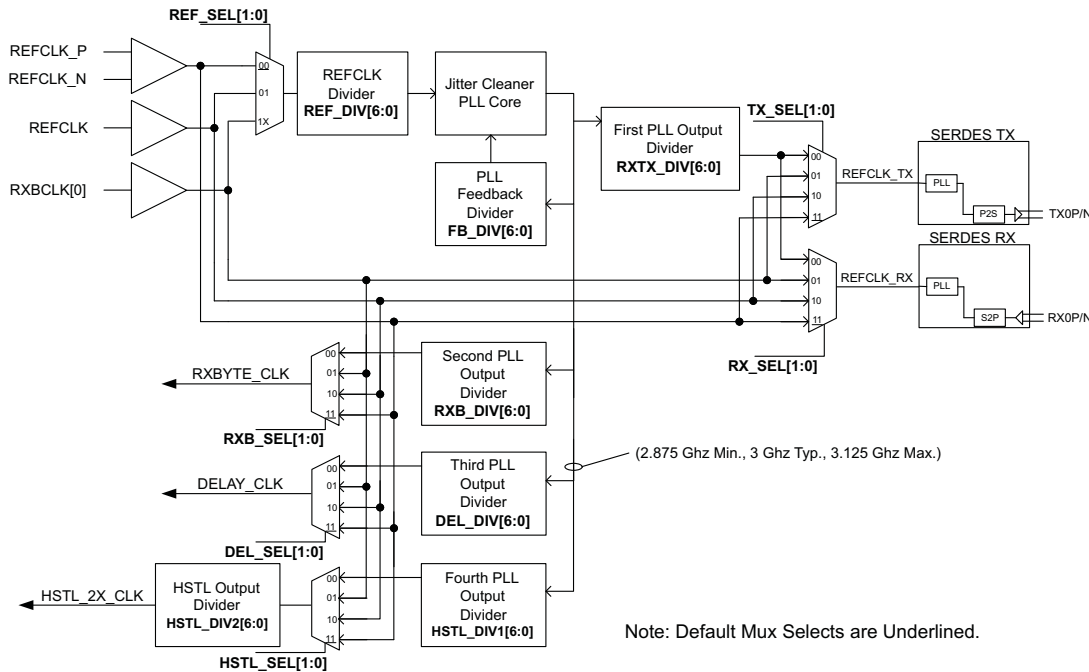 REF_SEL[1:0]
REFCLK_P
REFCLK_N
REFCLK
RXBCLK[0]
00
01
1X
REFCLK
Divider
REF_DIV[6:0]
Jitter Cleaner
PLL Core
PLL
Feedback
Divider
FB_DIV[6:0]
First PLL Output
Divider
RXTX_DIV[6:0]
TX_SEL[1:0]
00
01
10
11
REFCLK_TX
SERDES TX
PLL
P2S
TX0P/N
00
01
10
11
REFCLK_RX
SERDES RX
PLL
S2P
RX0P/N
RX_SEL[1:0]
RXBYTE_CLK
00
01
10
11
RXB_SEL[1:0]
Second PLL
Output
Divider
RXB_DIV[6:0]
(2.875 Ghz Min., 3 Ghz Typ., 3.125 Ghz Max.)
DELAY_CLK
00
01
10
11
DEL_SEL[1:0]
Third PLL
Output
Divider
DEL_DIV[6:0]
HSTL_2X_CLK
HSTL Output
Divider
HSTL_DIV2[6:0]
00
01
10
11
HSTL_SEL[1:0]
Fourth PLL
Output
Divider
HSTL_DIV1[6:0]
Note: Default Mux Selects are Underlined.